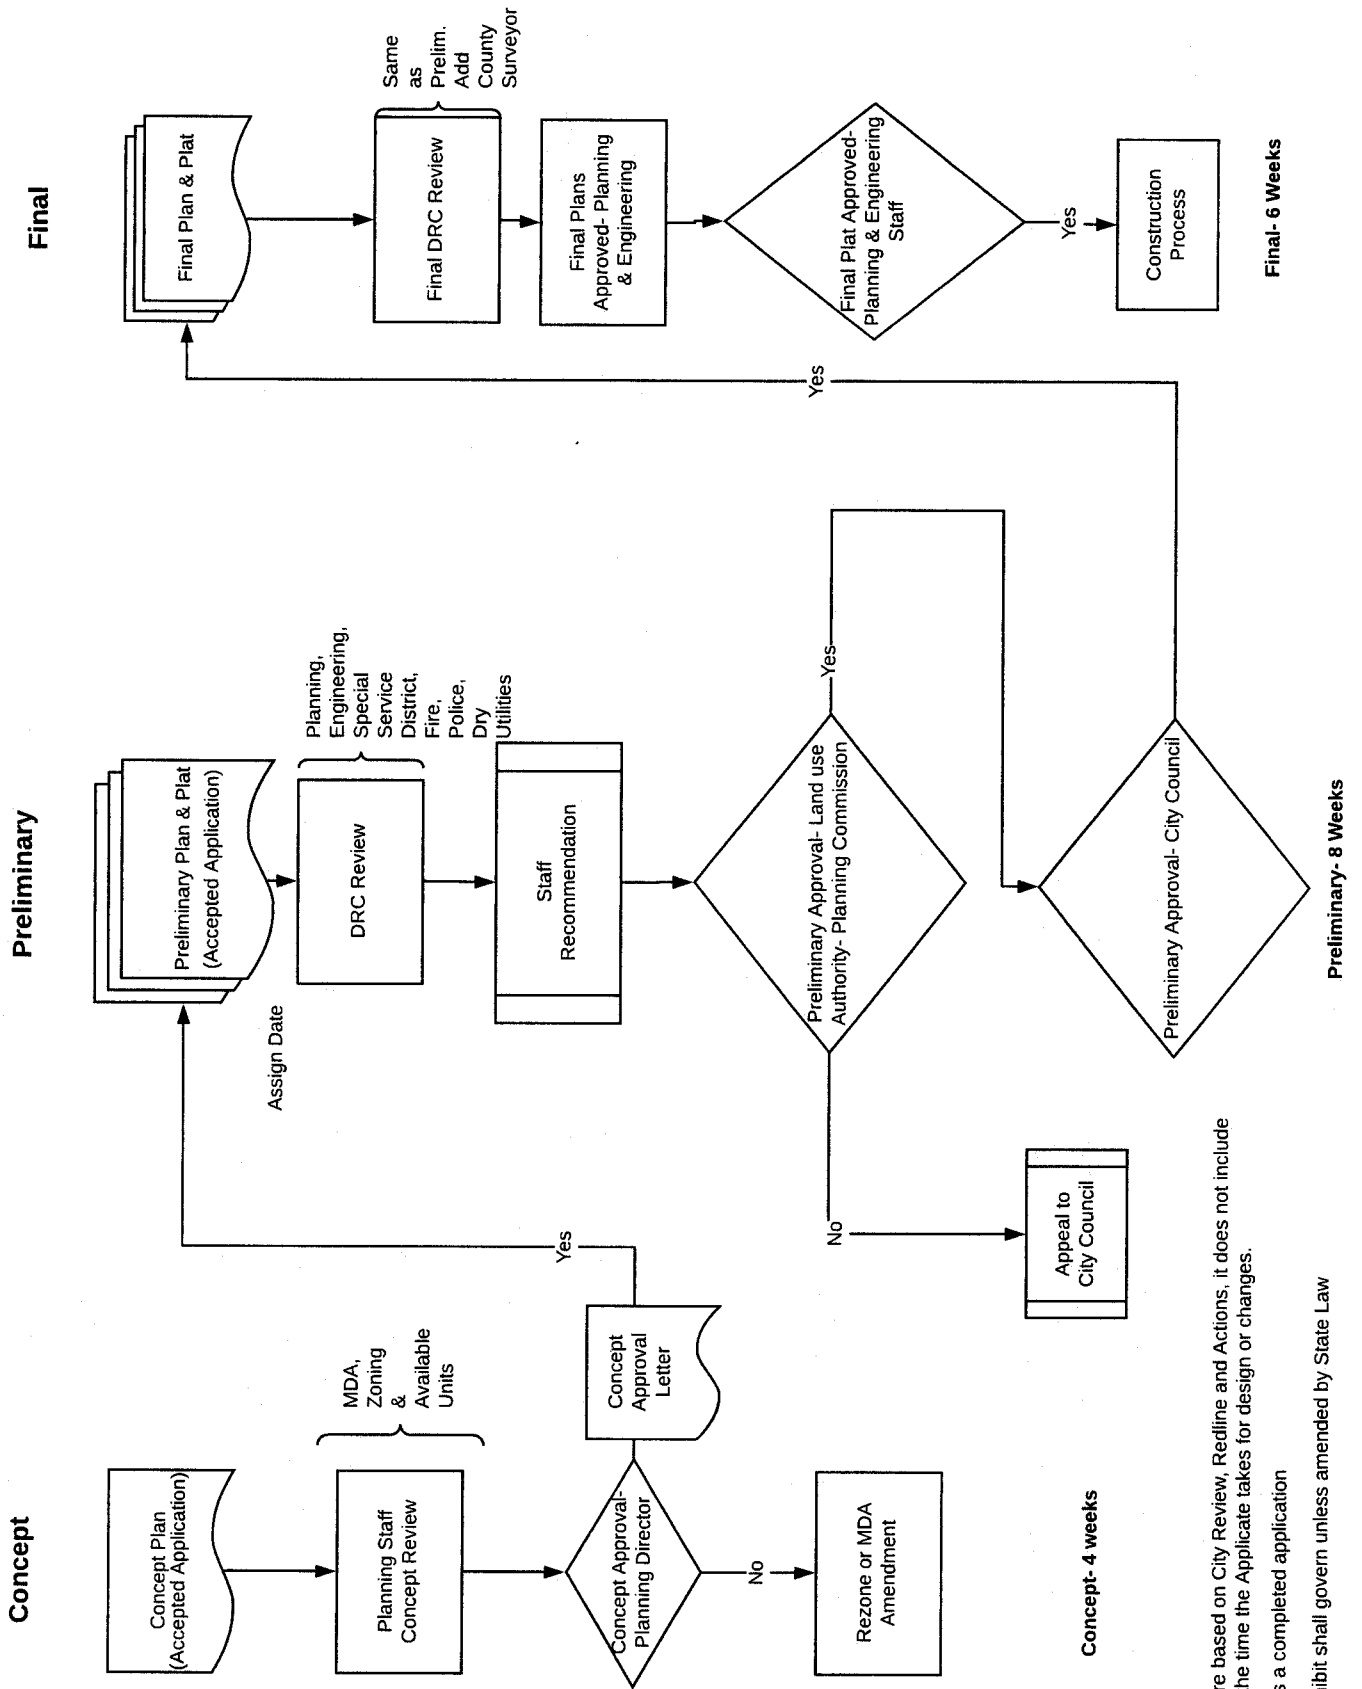 Concept
Concept Plan
(Accepted Application)
Planning Staff
Concept Review
MDA,
Zoning
&
Available
Units
Concept Approval-
Planning Director
Concept
Approval
Letter
Yes
No
Rezone or MDA
Amendment
Concept- 4 weeks
Preliminary
Preliminary Plan & Plat
(Accepted Application)
Assign Date
DRC Review
Planning,
Engineering,
Special
Service
District,
Fire,
Police,
Dry
Utilities
Staff
Recommendation
Preliminary Approval- Land use
Authority- Planning Commission
Yes
No
Appeal to
City Council
Preliminary Approval- City Council
Yes
Preliminary- 8 Weeks
Final
Final Plan & Plat
Final DRC Review
Same
as
Prelim.
Add
County
Surveyor
Final Plans
Approved- Planning
& Engineering
Final Plat Approved-
Planning & Engineering
Staff
Yes
Construction
Process
Final- 6 Weeks
based on City Review, Redline and Actions, it does not include
the time the Applicate takes for design or changes.
a completed application
shall govern unless amended by State Law